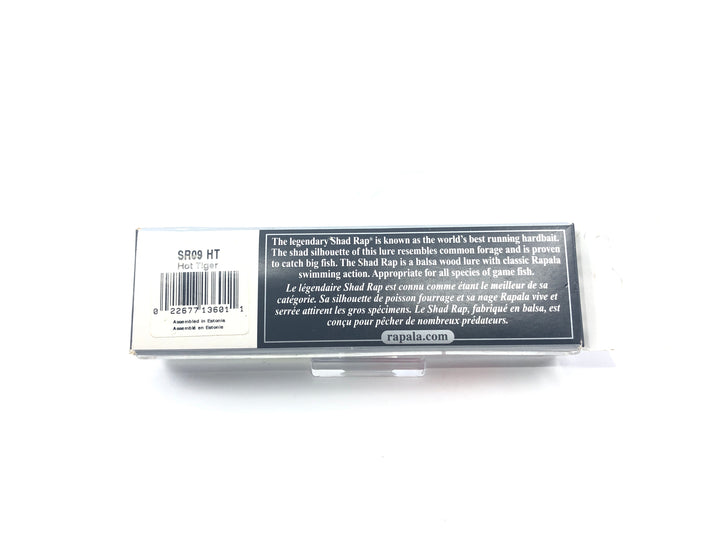 SR09 HT
Hot Tiger
0 22677 13601 1
Assembled in Estonia
Assemblé en Estonie
The legendary Shad Rap® is known as the world's best running hardbait.
The shad silhouette of this lure resembles common forage and is proven
to catch big fish. The Shad Rap is a balsa wood lure with classic Rapala
swimming action. Appropriate for all species of game fish.
Le légendaire Shad Rap est connu comme étant le meilleur de sa
catégorie. Sa silhouette de poisson fourrage et sa nage Rapala vive et
serrée attirent les gros spécimens. Le Shad Rap, fabriqué en balsa, est
conçu pour pêcher de nombreux prédateurs.
rapala.com